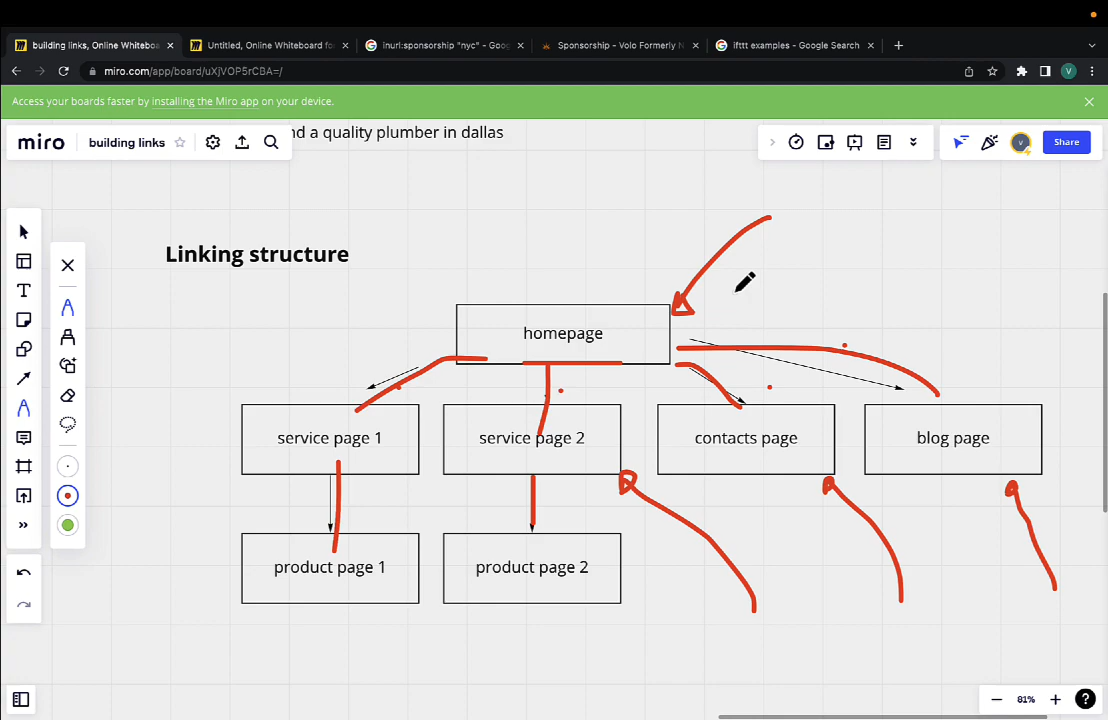 building links, Online Whiteboa
Untitled, Online Whiteboard fo
inurl:sponsorship "nyc" - Goog
Sponsorship - Volo Formerly N
ifttt examples - Google Search
miro.com/app/board/uXjVOP5rCBA=/
V
Access your boards faster by installing the Miro app on your device.
nd a quality plumber in dallas
miro
building links
V
Share
Linking structure
homepage
service page 1
service page 2
contacts page
blog page
product page 1
product page 2
81%